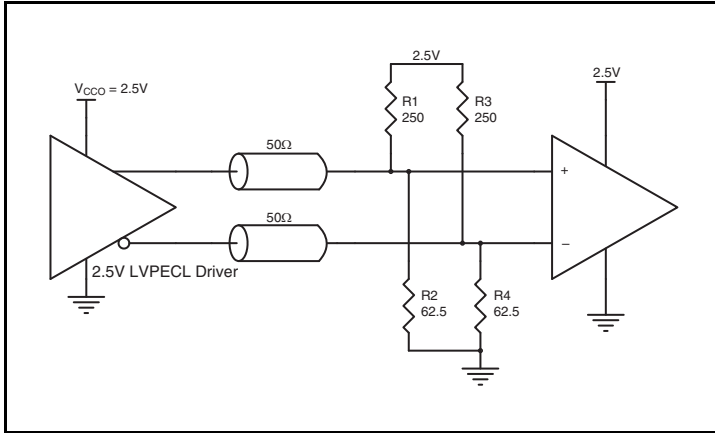 2.5V
V_CCO = 2.5V
2.5V
R1
250
R3
250
50Ω
+
50Ω
−
2.5V LVPECL Driver
R2
62.5
R4
62.5